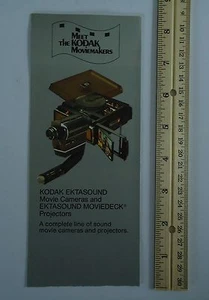 MEET
THE KODAK
MOVIEMAKERS
KODAK EKTASOUND
Movie Cameras and
EKTASOUND MOVIEDECK®
Projectors
A complete line of sound
movie cameras and projectors.